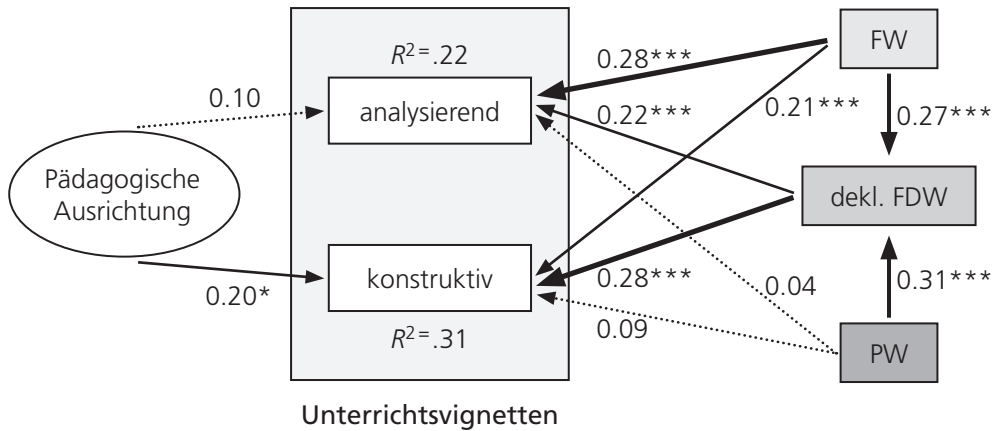 R² = .22
FW
0.28***
0.10
analysierend
0.22***
0.21***
0.27***
Pädagogische
Ausrichtung
dekl. FDW
konstruktiv
0.28***
0.04
0.31***
0.20*
R² = .31
0.09
PW
Unterrichtsvignetten